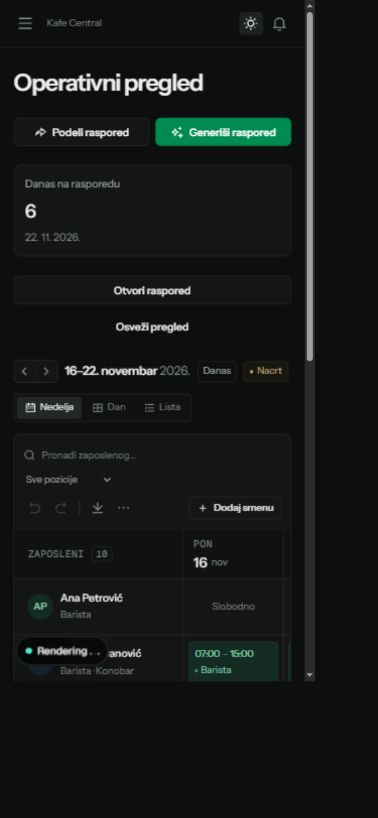 Kafe Central
Operativni pregled
Podeli raspored
Generiši raspored
Danas na rasporedu
6
22. 11. 2026.
Otvori raspored
Osveži pregled
16–22. novembar 2026.
Danas
• Nacrt
Nedelja
Dan
Lista
Pronađi zaposlenog...
Sve pozicije
+ Dodaj smenu
ZAPOSLENI 10
PON
16 nov
AP
Ana Petrović
Barista
Slobodno
Rendering...
anović
Barista·Konobar
07:00 – 15:00
• Barista